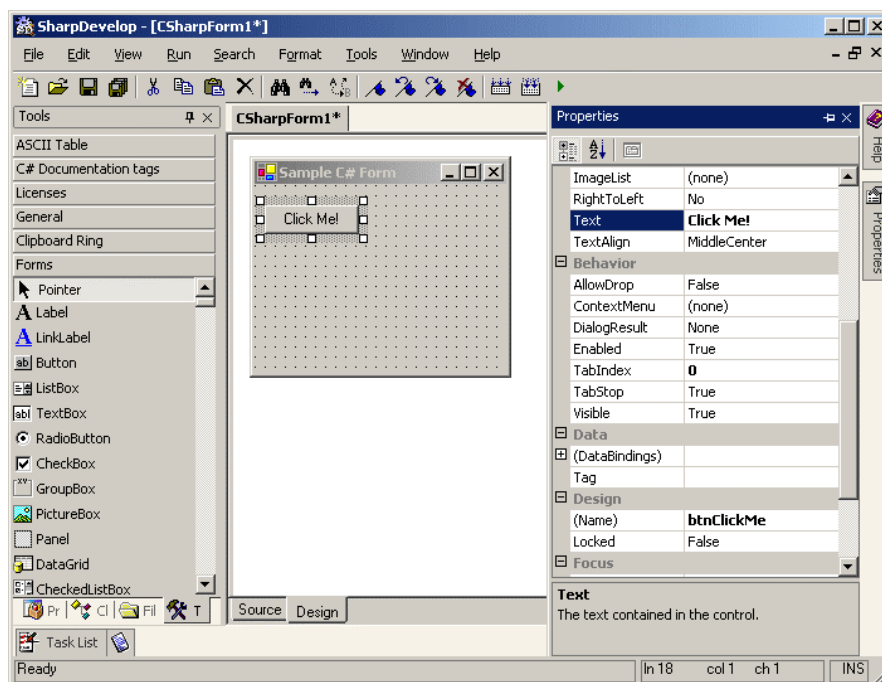 SharpDevelop - [CSharpForm1*]
File Edit View Run Search Format Tools Window Help
Tools
ASCII Table
C# Documentation tags
Licenses
General
Clipboard Ring
Forms
Pointer
A Label
A LinkLabel
ab Button
ListBox
abl TextBox
RadioButton
CheckBox
XY GroupBox
PictureBox
Panel
DataGrid
CheckedListBox
Pr Cl Fil T
CSharpForm1*
Sample C# Form
Click Me!
Source Design
Properties
ImageList (none)
RightToLeft No
Text Click Me!
TextAlign MiddleCenter
Behavior
AllowDrop False
ContextMenu (none)
DialogResult None
Enabled True
TabIndex 0
TabStop True
Visible True
Data
(DataBindings)
Tag
Design
(Name) btnClickMe
Locked False
Focus
Text
The text contained in the control.
Help
Properties
Task List
Ready ln 18 col 1 ch 1 INS